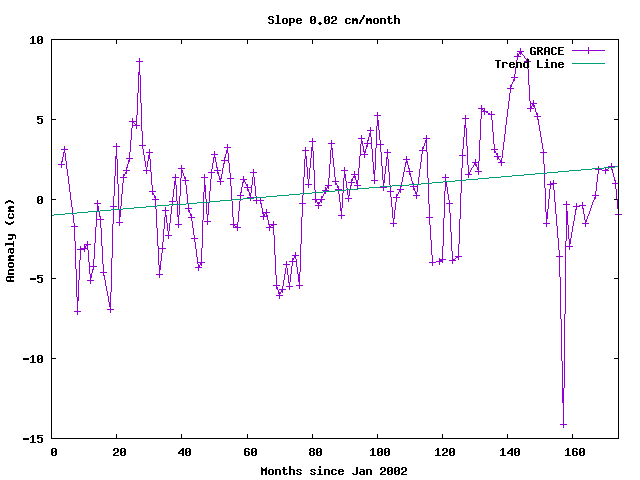 Slope 0.02 cm/month
GRACE
Trend Line
10
5
0
-5
-10
-15
Anomaly (cm)
0 20 40 60 80 100 120 140 160
Months since Jan 2002